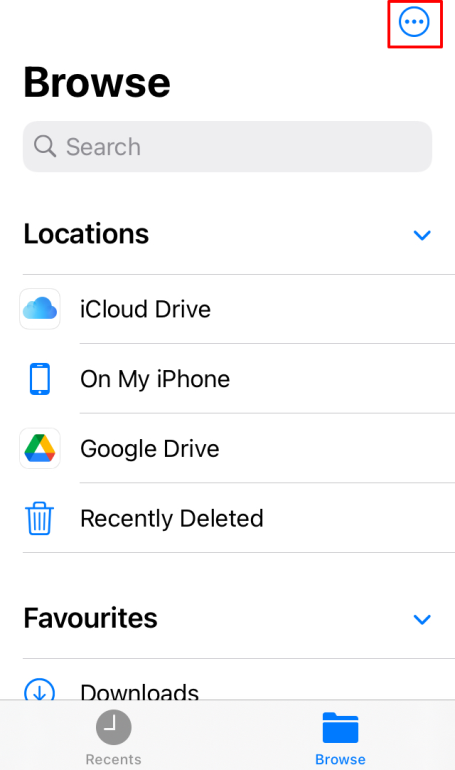 Browse
Search
Locations
iCloud Drive
On My iPhone
Google Drive
Recently Deleted
Favourites
Downloads
Recents
Browse